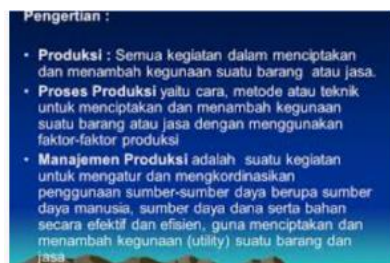 Pengertian :
• Produksi : Semua kegiatan dalam menciptakan
dan menambah kegunaan suatu barang atau jasa.
• Proses Produksi yaitu cara, metode atau teknik
untuk menciptakan dan menambah kegunaan
suatu barang atau jasa dengan menggunakan
faktor-faktor produksi
• Manajemen Produksi adalah suatu kegiatan
untuk mengatur dan mengkordinasikan
penggunaan sumber-sumber daya berupa sumber
daya manusia, sumber daya dana serta bahan
secara efektif dan efisien, guna menciptakan dan
menambah kegunaan (utility) suatu barang dan
jasa